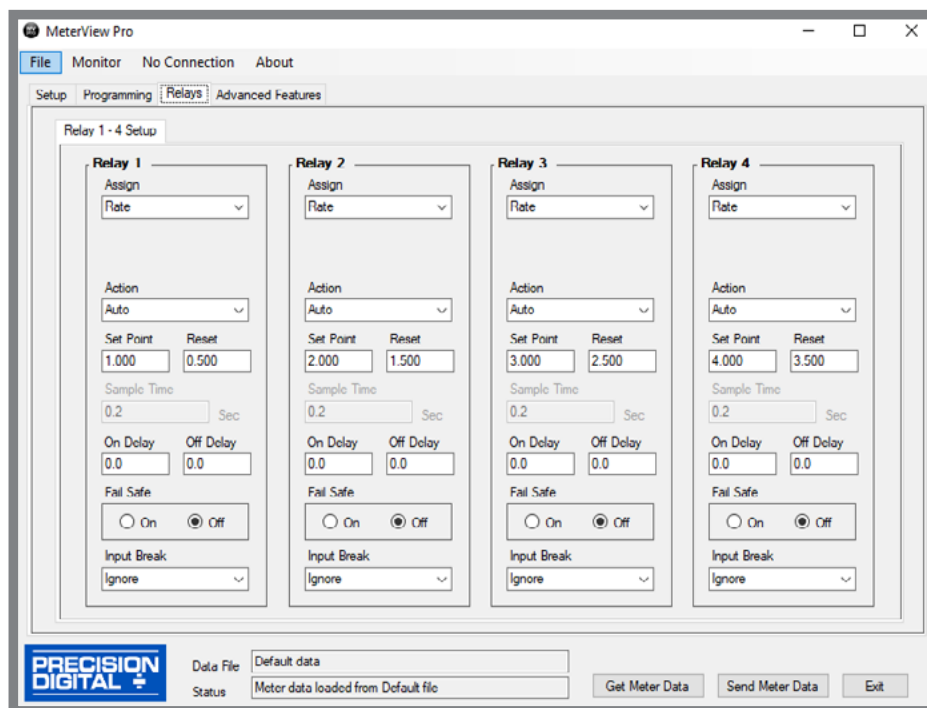 MeterView Pro
File Monitor No Connection About
Setup Programming Relays Advanced Features
Relay 1 - 4 Setup
Relay 1 Relay 2 Relay 3 Relay 4
Assign Assign Assign Assign
Rate Rate Rate Rate
Action Action Action Action
Auto Auto Auto Auto
Set Point Reset Set Point Reset Set Point Reset Set Point Reset
1.000 0.500 2.000 1.500 3.000 2.500 4.000 3.500
Sample Time Sample Time Sample Time Sample Time
0.2 Sec 0.2 Sec 0.2 Sec 0.2 Sec
On Delay Off Delay On Delay Off Delay On Delay Off Delay On Delay Off Delay
0.0 0.0 0.0 0.0 0.0 0.0 0.0 0.0
Fail Safe Fail Safe Fail Safe Fail Safe
On Off On Off On Off On Off
Input Break Input Break Input Break Input Break
Ignore Ignore Ignore Ignore
PRECISION
DIGITAL
Data File Default data
Status Meter data loaded from Default file
Get Meter Data Send Meter Data Exit